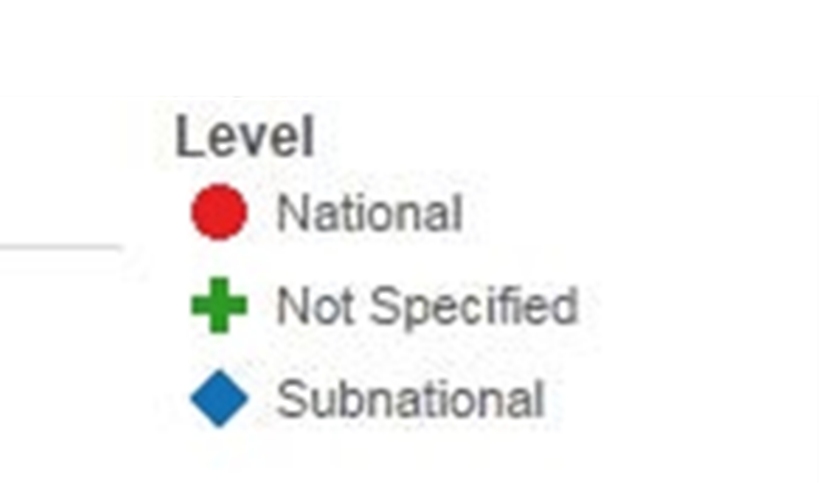 Level
National
Not Specified
Subnational